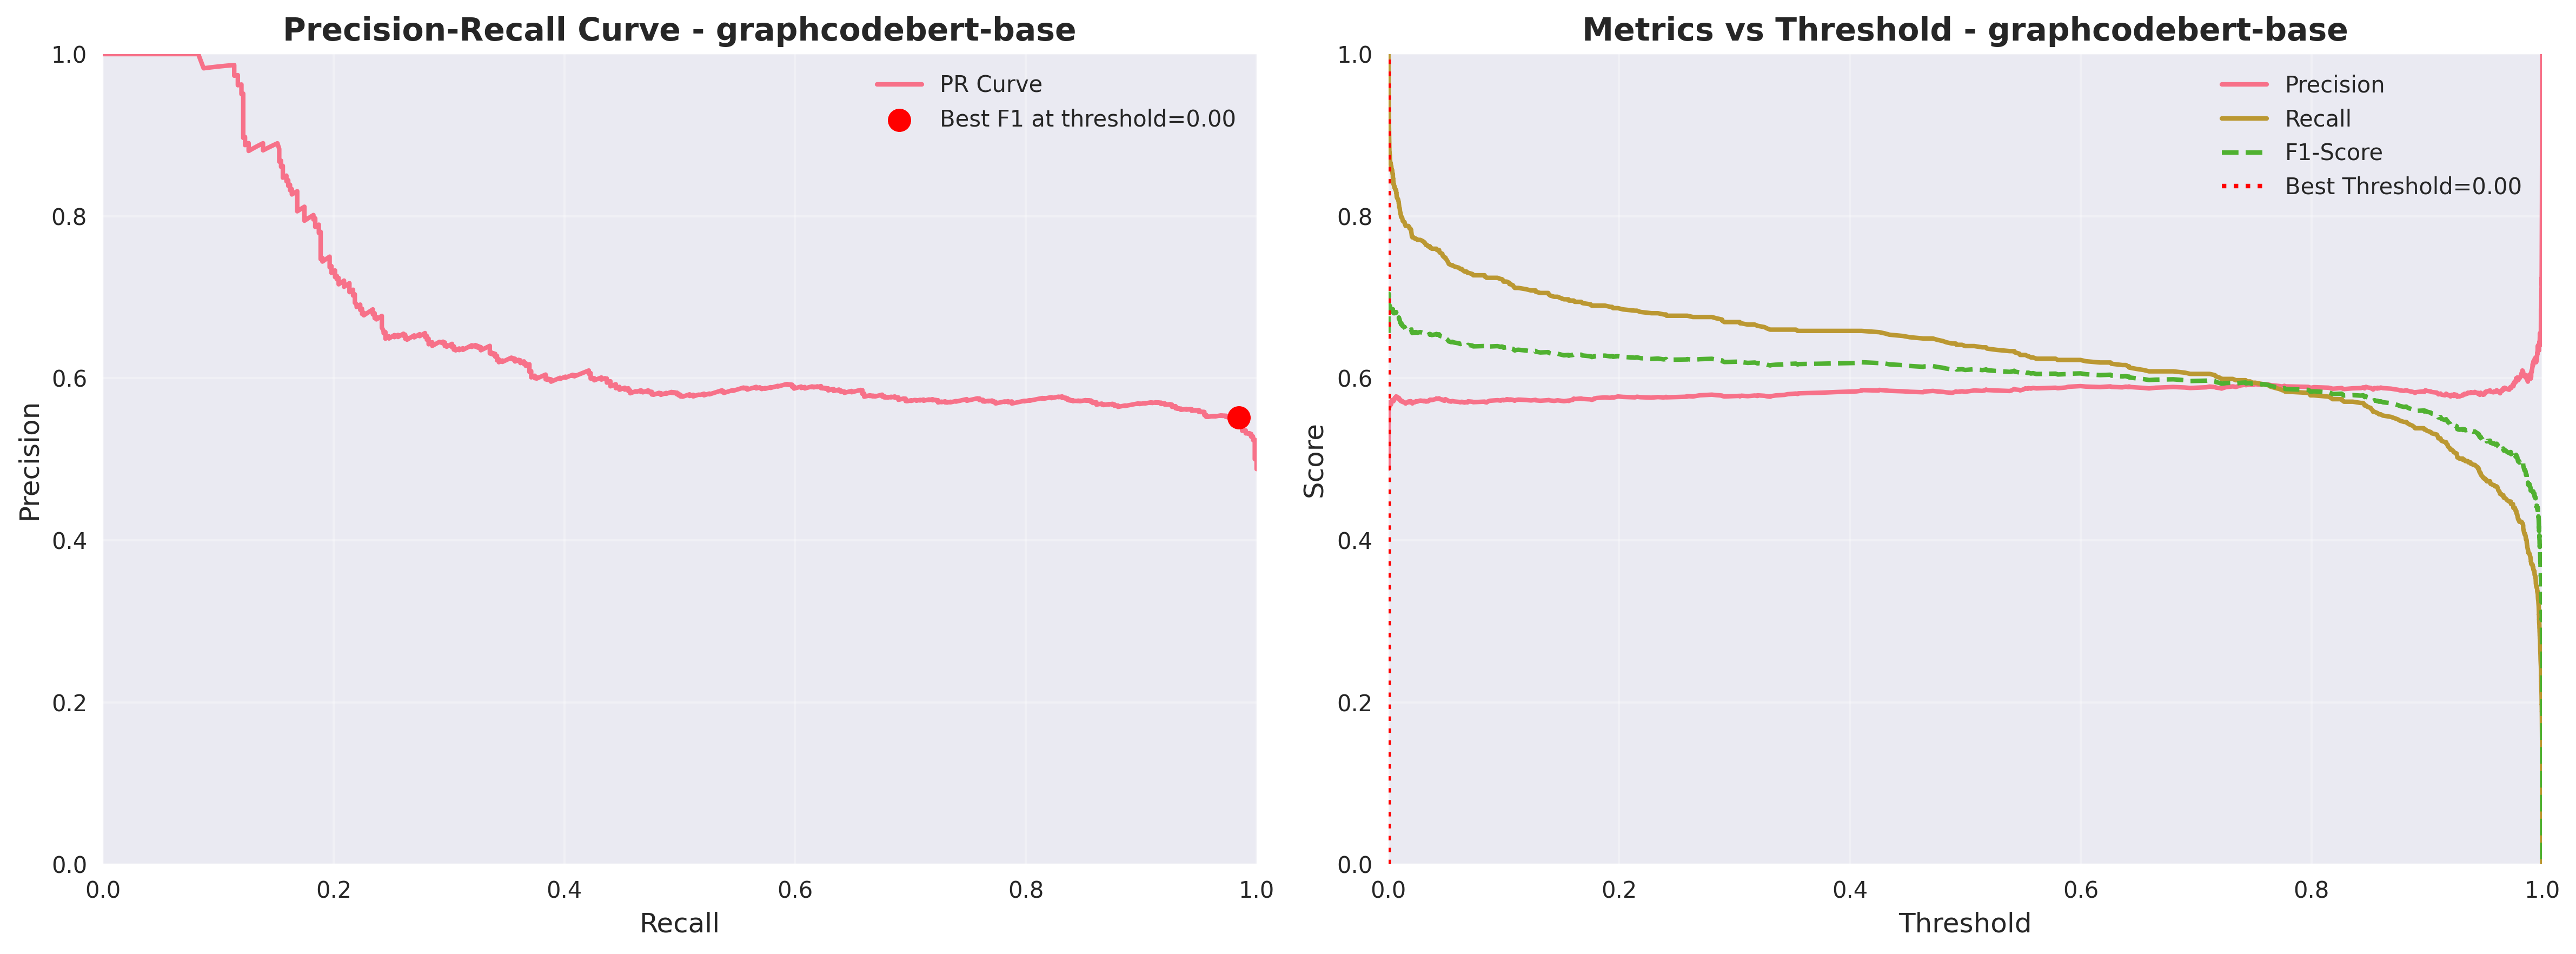 Precision-Recall Curve - graphcodebert-base
1.0
0.8
0.6
0.4
0.2
0.0
Precision
PR Curve
Best F1 at threshold=0.00
0.0 0.2 0.4 0.6 0.8 1.0
Recall
Metrics vs Threshold - graphcodebert-base
1.0
0.8
0.6
0.4
0.2
0.0
Score
Precision
Recall
F1-Score
Best Threshold=0.00
0.0 0.2 0.4 0.6 0.8 1.0
Threshold